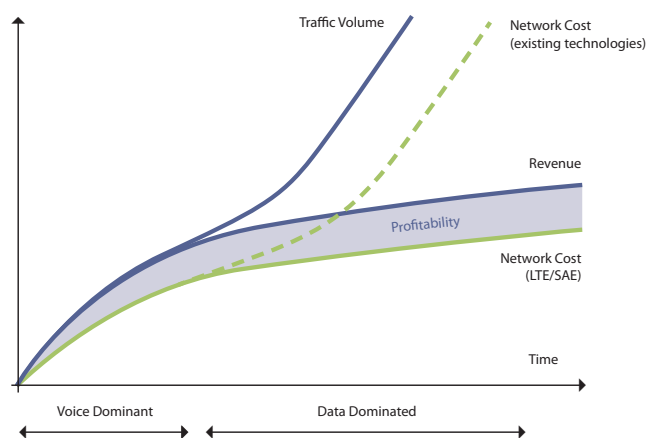 Traffic Volume
Network Cost
(existing technologies)
Revenue
Profitability
Network Cost
(LTE/SAE)
Time
Voice Dominant
Data Dominated